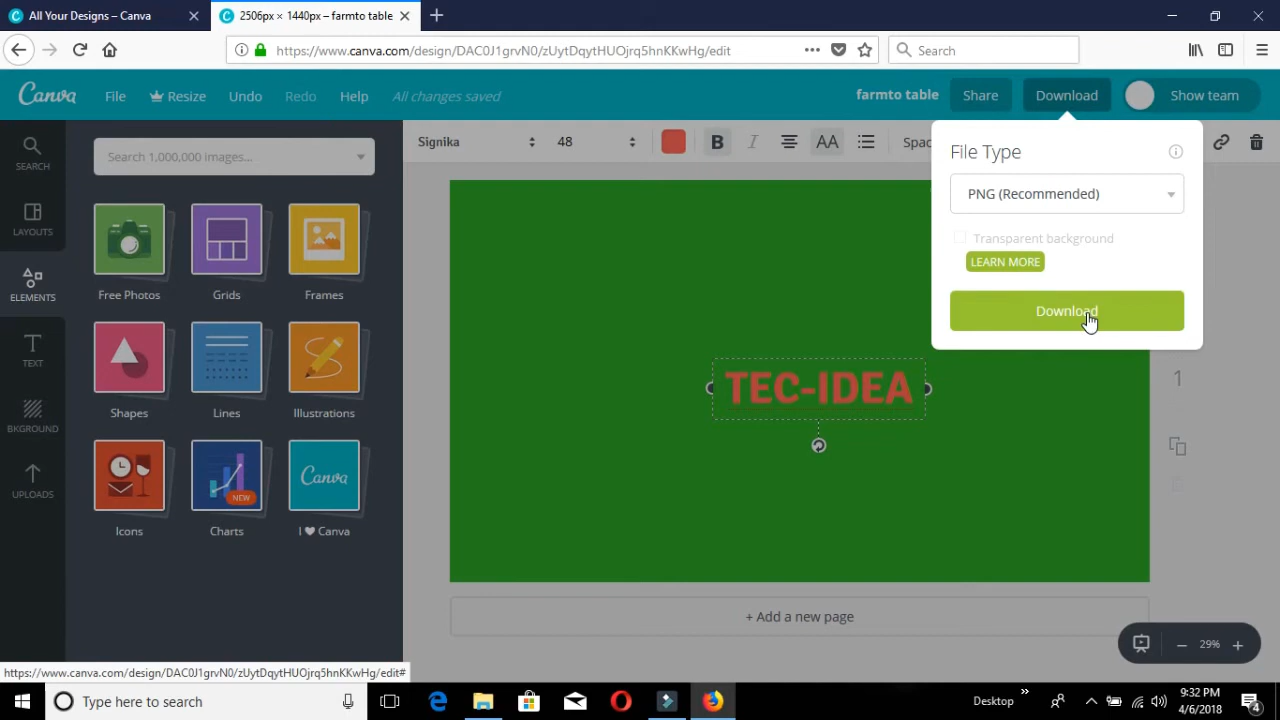 All Your Designs – Canva
2506px × 1440px – farmto table
https://www.canva.com/design/DAC0J1grvN0/zUytDqytHUOjrq5hnKKwHg/edit
Search
Canva
File
Resize
Undo
Redo
Help
All changes saved
farmto table
Share
Download
Show team
SEARCH
LAYOUTS
ELEMENTS
TEXT
BKGROUND
UPLOADS
Search 1,000,000 images...
Free Photos
Grids
Frames
Shapes
Lines
Illustrations
Canva
NEW
Icons
Charts
I ❤ Canva
Signika
48
B
I
AA
Spac
File Type
PNG (Recommended)
Transparent background
LEARN MORE
Download
TEC-IDEA
1
+ Add a new page
29%
https://www.canva.com/design/DAC0J1grvN0/zUytDqytHUOjrq5hnKKwHg/edit#
Type here to search
Desktop
9:32 PM
4/6/2018
4